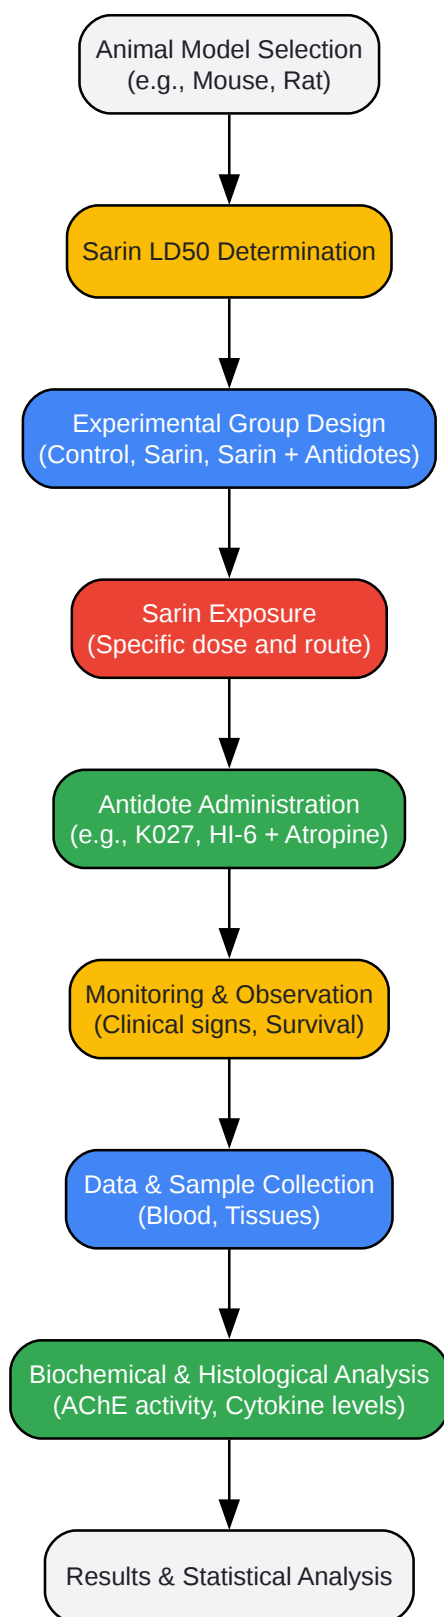 Animal Model Selection
(e.g., Mouse, Rat)
Sarin LD50 Determination
Experimental Group Design
(Control, Sarin, Sarin + Antidotes)
Sarin Exposure
(Specific dose and route)
Antidote Administration
(e.g., K027, HI-6 + Atropine)
Monitoring & Observation
(Clinical signs, Survival)
Data & Sample Collection
(Blood, Tissues)
Biochemical & Histological Analysis
(AChE activity, Cytokine levels)
Results & Statistical Analysis